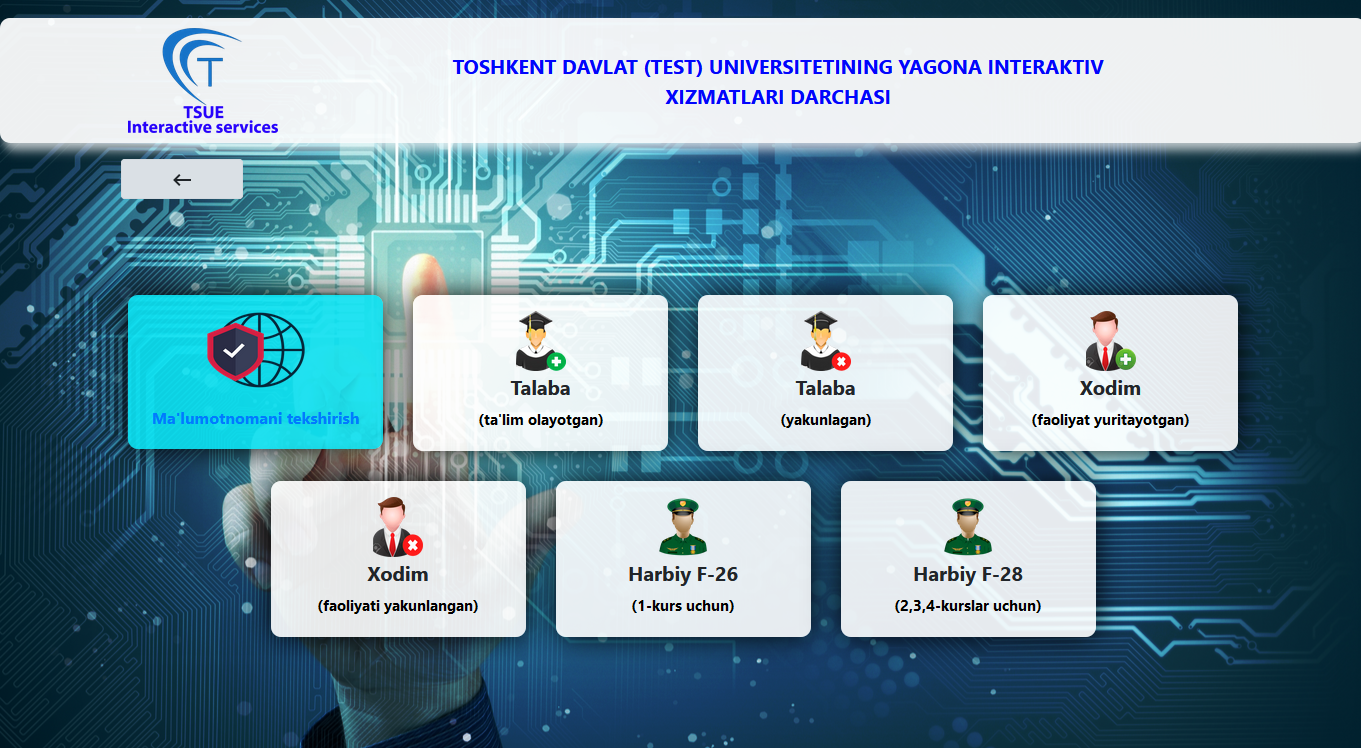 TSUE
Interactive services
TOSHKENT DAVLAT (TEST) UNIVERSITETINING YAGONA INTERAKTIV
XIZMATLARI DARCHASI
Ma'lumotnomani tekshirish
Talaba
(ta'lim olayotgan)
Talaba
(yakunlagan)
Xodim
(faoliyat yuritayotgan)
Xodim
(faoliyati yakunlangan)
Harbiy F-26
(1-kurs uchun)
Harbiy F-28
(2,3,4-kurslar uchun)